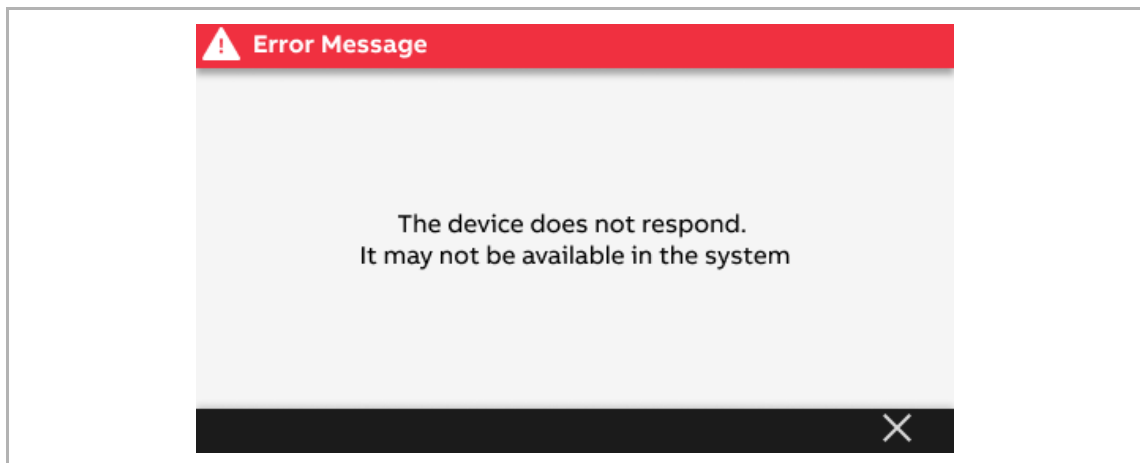 Error Message
The device does not respond.
It may not be available in the system